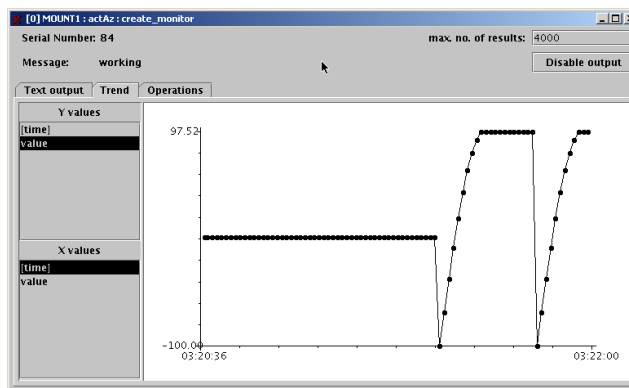 [0] MOUNT1 : actAz : create_monitor
Serial Number: 84
max. no. of results: 4000
Message: working
Disable output
Text output Trend Operations
Y values
[time]
value
X values
[time]
value
97.52
-100.00
03:20:36
03:22:00